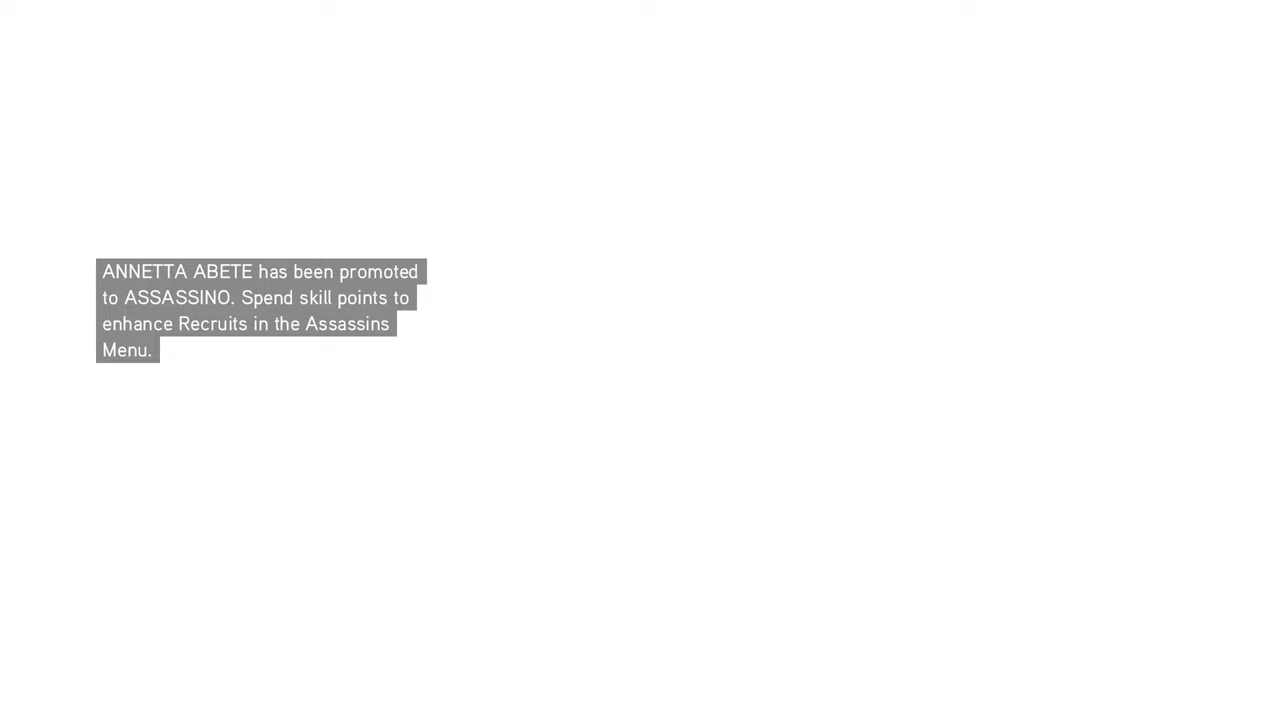 ANNETTA ABETE has been promoted
to ASSASSINO. Spend skill points to
enhance Recruits in the Assassins
Menu.